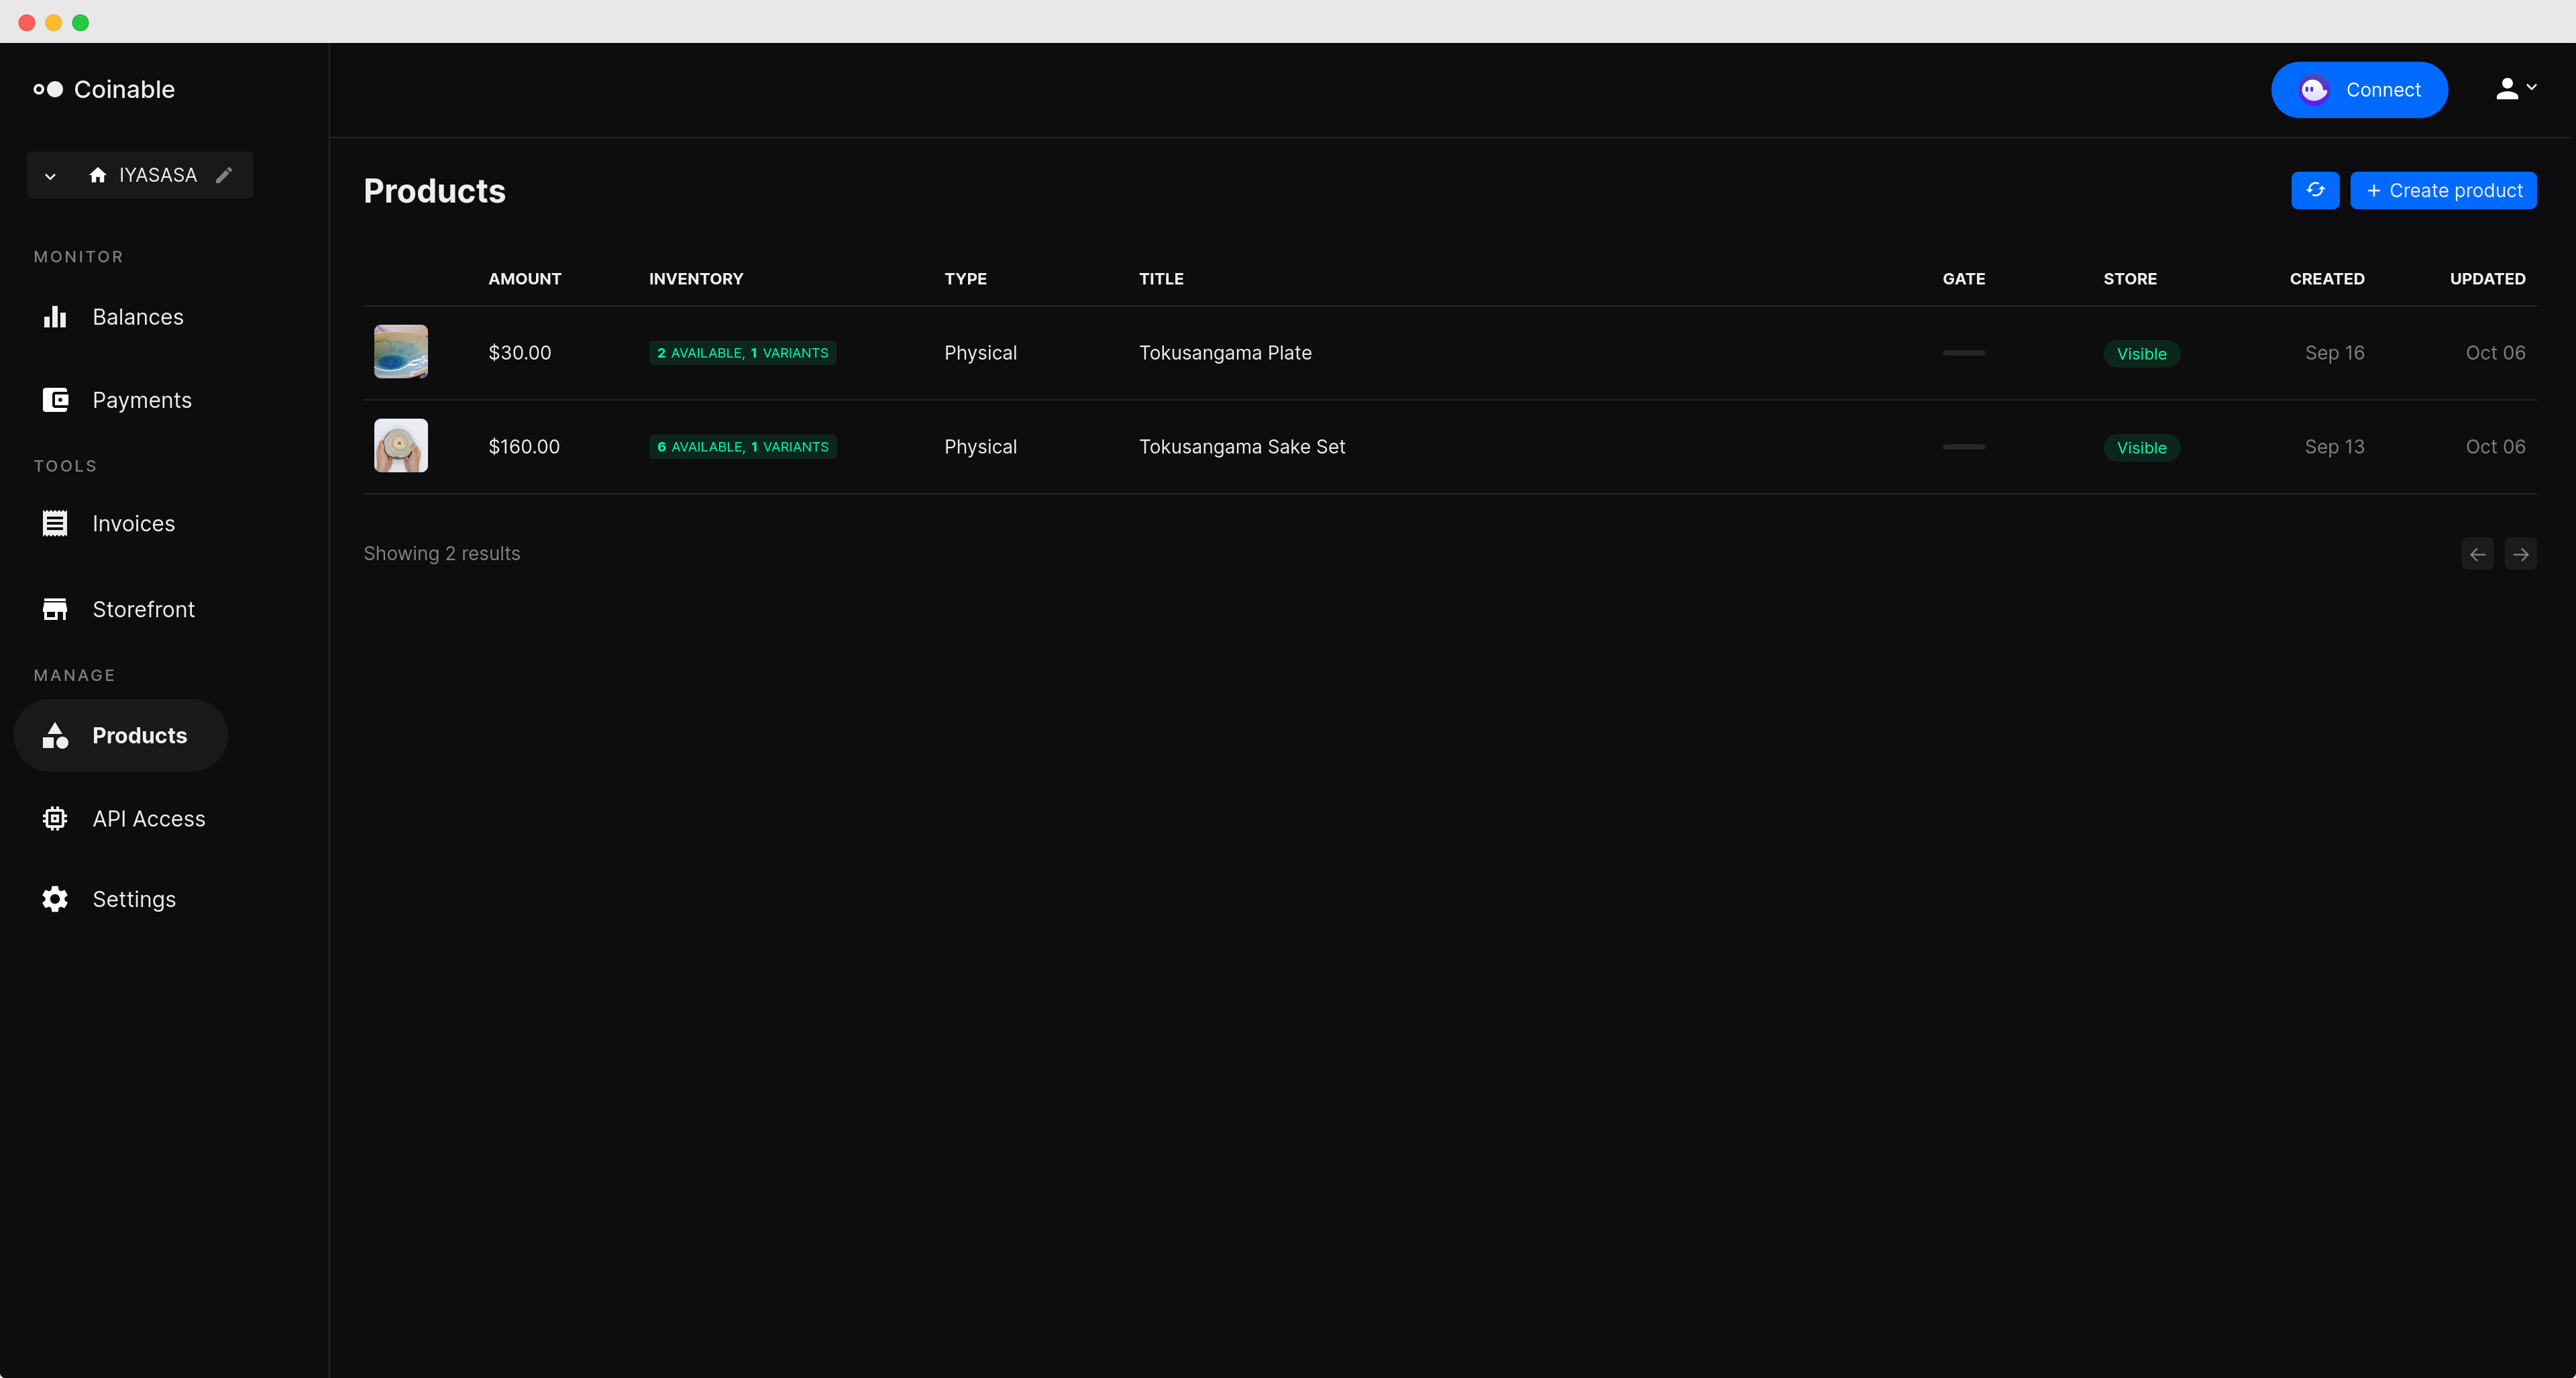 Coinable
Connect
IYASASA
Products
Create product
MONITOR
Balances
Payments
TOOLS
Invoices
Storefront
MANAGE
Products
API Access
Settings
AMOUNT INVENTORY TYPE TITLE GATE STORE CREATED UPDATED
$30.00 2 AVAILABLE, 1 VARIANTS Physical Tokusangama Plate Visible Sep 16 Oct 06
$160.00 6 AVAILABLE, 1 VARIANTS Physical Tokusangama Sake Set Visible Sep 13 Oct 06
Showing 2 results